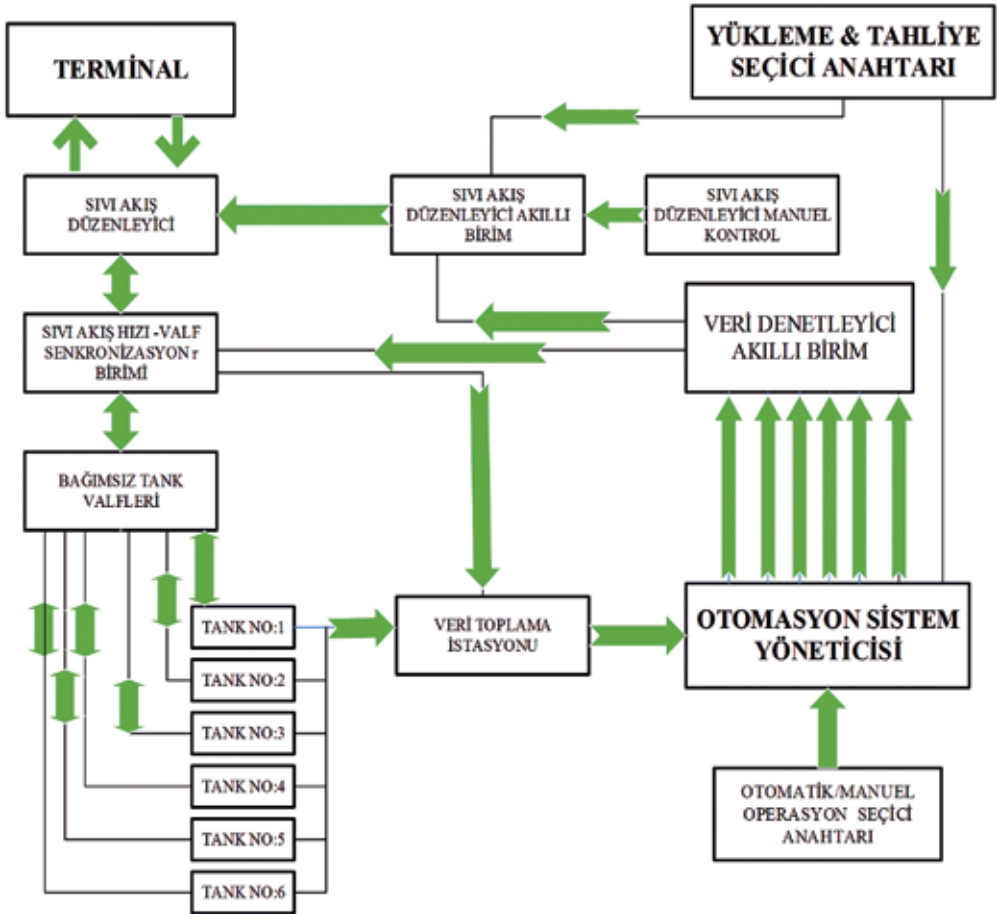 TERMİNAL
YÜKLEME & TAHLİYE
SEÇİCİ ANAHTARI
SIVI AKIŞ
DÜZENLEYİCİ
SIVI AKIŞ
DÜZENLEYİCİ AKILLI
BİRİM
SIVI AKIŞ
DÜZENLEYİCİ MANUEL
KONTROL
SIVI AKIŞ HIZI -VALF
SENKRONİZASYON r
BİRİMİ
VERİ DENETLEYİCİ
AKILLI BİRİM
BAĞIMSIZ TANK
VALFLERİ
TANK NO:1
TANK NO:2
TANK NO:3
TANK NO:4
TANK NO:5
TANK NO:6
VERİ TOPLAMA
İSTASYONU
OTOMASYON SİSTEM
YÖNETİCİSİ
OTOMATİK/MANUEL
OPERASYON SEÇİCİ
ANAHTARI